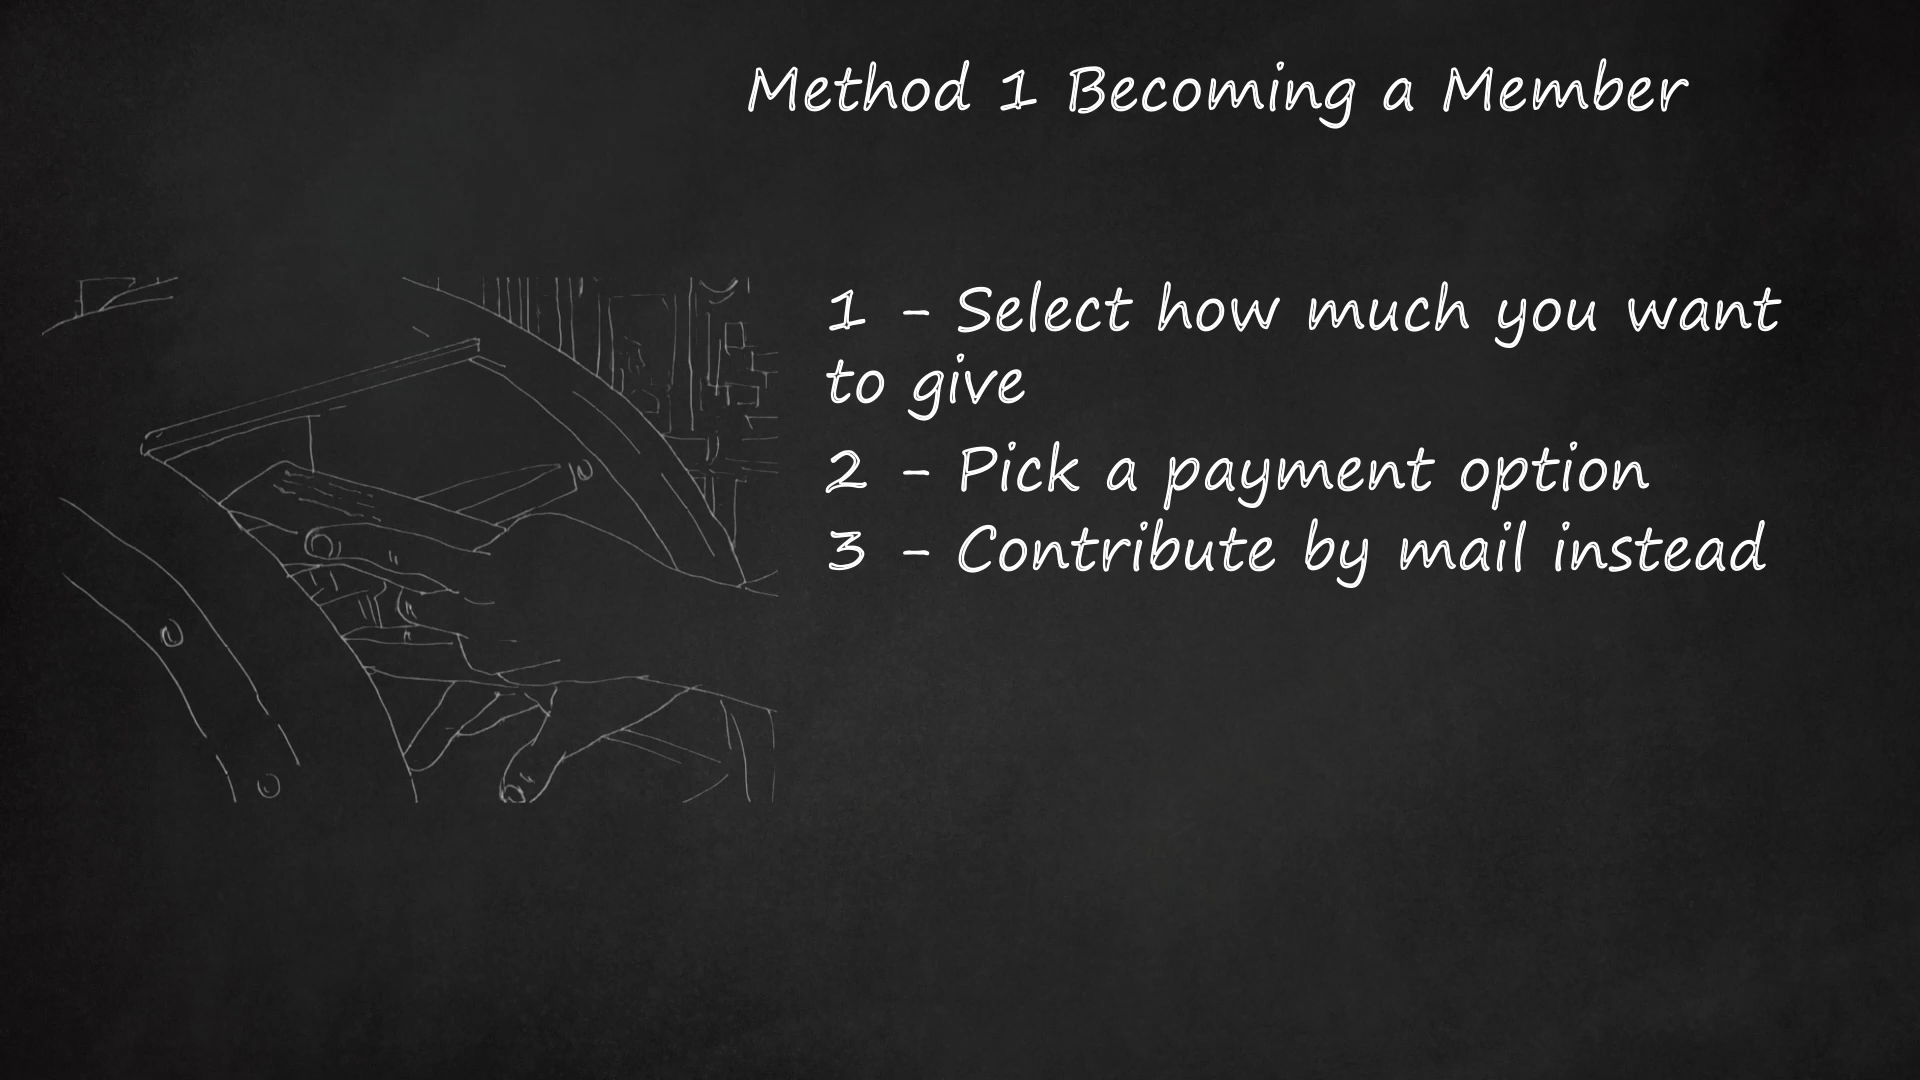 Method 1 Becoming a Member
1 - Select how much you want
to give
2 - Pick a payment option
3 - Contribute by mail instead